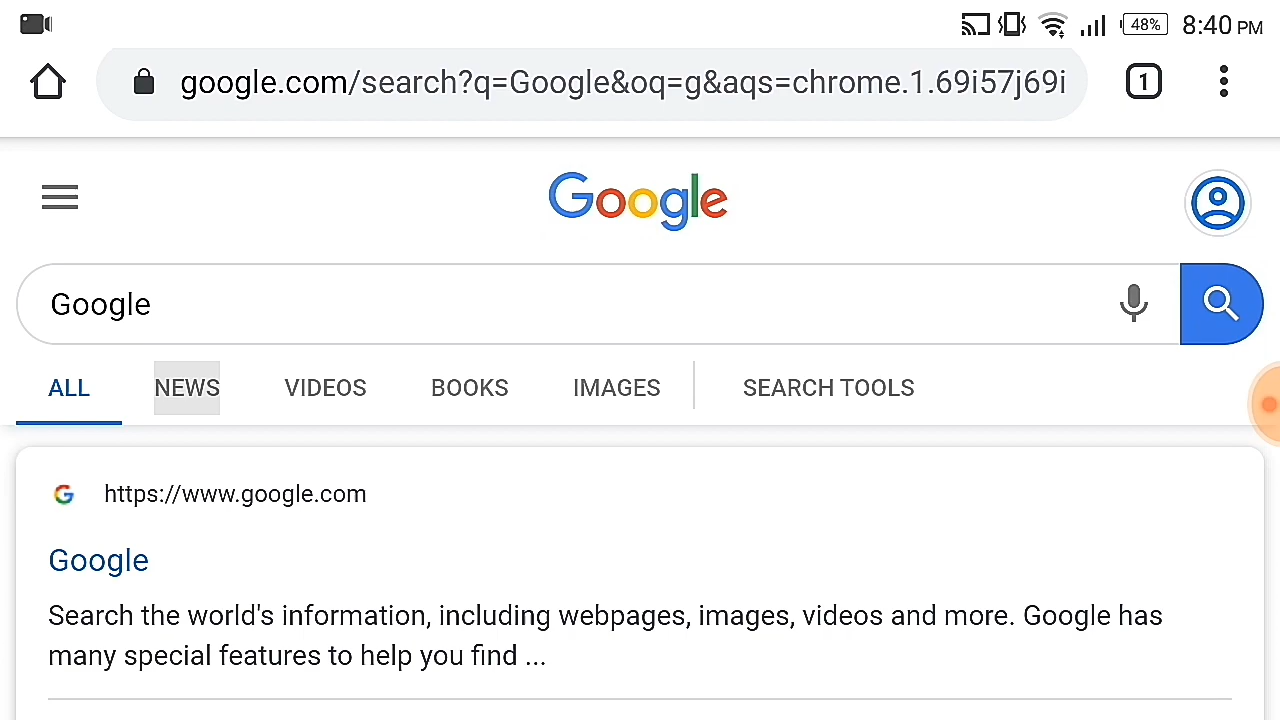 48% 8:40 PM
google.com/search?q=Google&oq=g&aqs=chrome.1.69i57j69i 1
Google
Google
ALL NEWS VIDEOS BOOKS IMAGES SEARCH TOOLS
G https://www.google.com
Google
Search the world's information, including webpages, images, videos and more. Google has
many special features to help you find ...